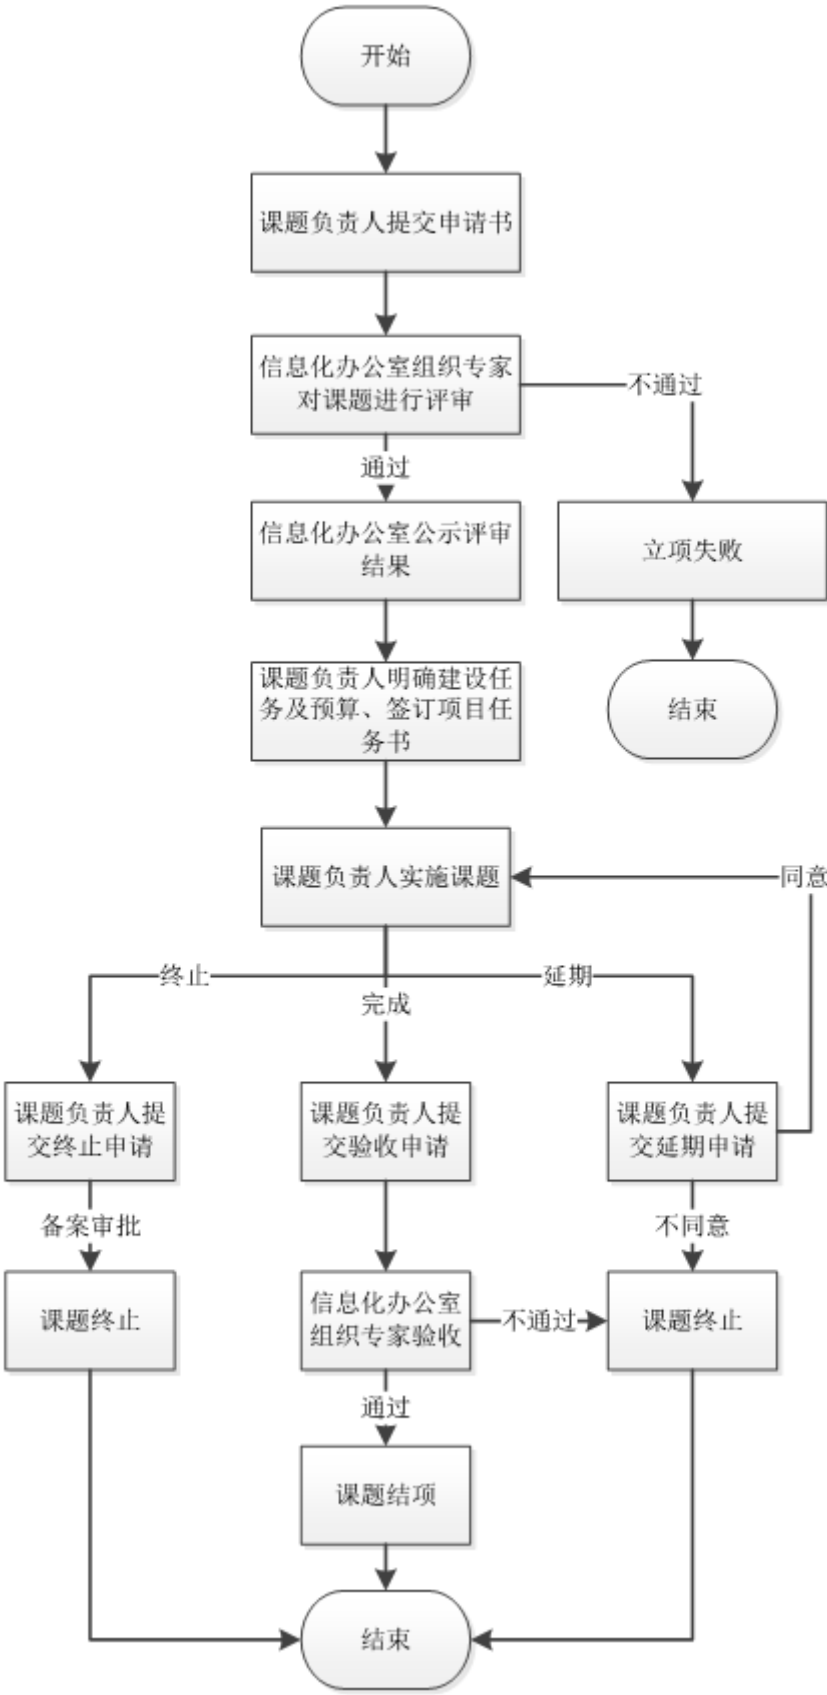 开始
课题负责人提交申请书
信息化办公室组织专家
对课题进行评审
不通过
通过
信息化办公室公示评审
结果
立项失败
课题负责人明确建设任
务及预算、签订项目任
务书
结束
课题负责人实施课题
同意
终止
完成
延期
课题负责人提
交终止申请
课题负责人提
交验收申请
课题负责人提
交延期申请
备案审批
不同意
课题终止
信息化办公室
组织专家验收
不通过
课题终止
通过
课题结项
结束